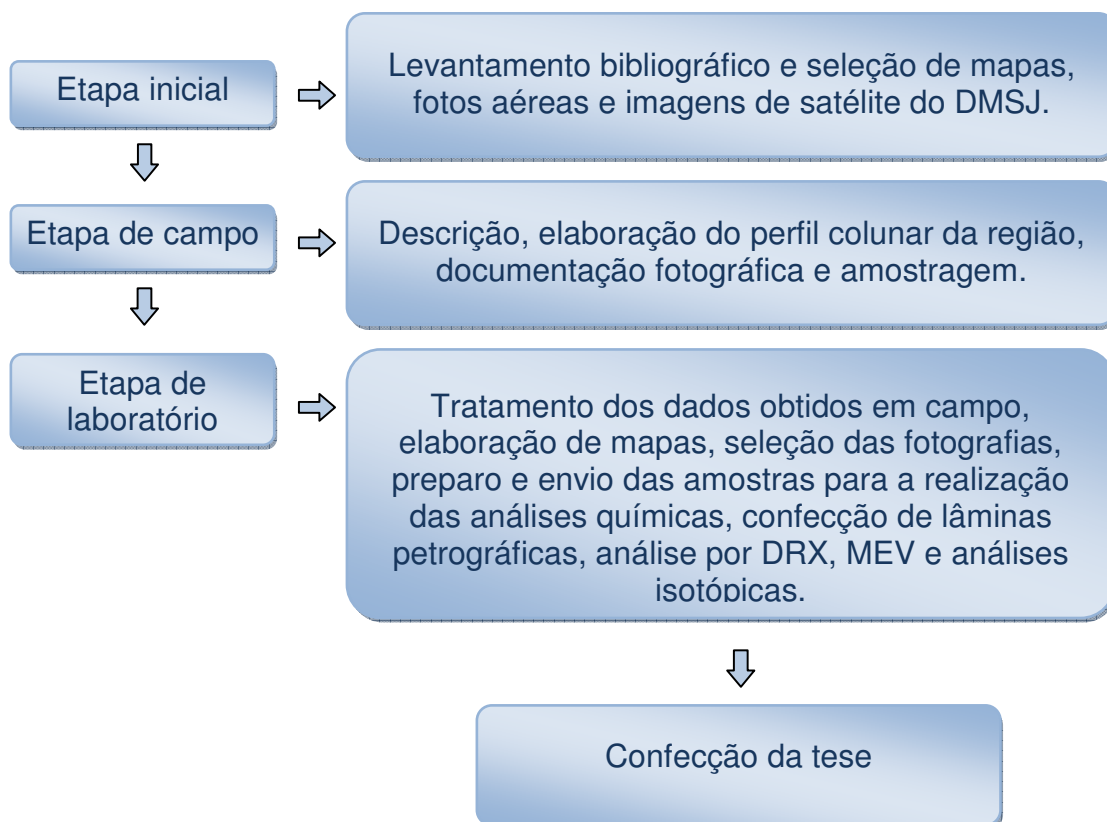 Etapa inicial
Levantamento bibliográfico e seleção de mapas,
fotos aéreas e imagens de satélite do DMSJ.
Etapa de campo
Descrição, elaboração do perfil colunar da região,
documentação fotográfica e amostragem.
Etapa de
laboratório
Tratamento dos dados obtidos em campo,
elaboração de mapas, seleção das fotografias,
preparo e envio das amostras para a realização
das análises químicas, confecção de lâminas
petrográficas, análise por DRX, MEV e análises
isotópicas.
Confecção da tese